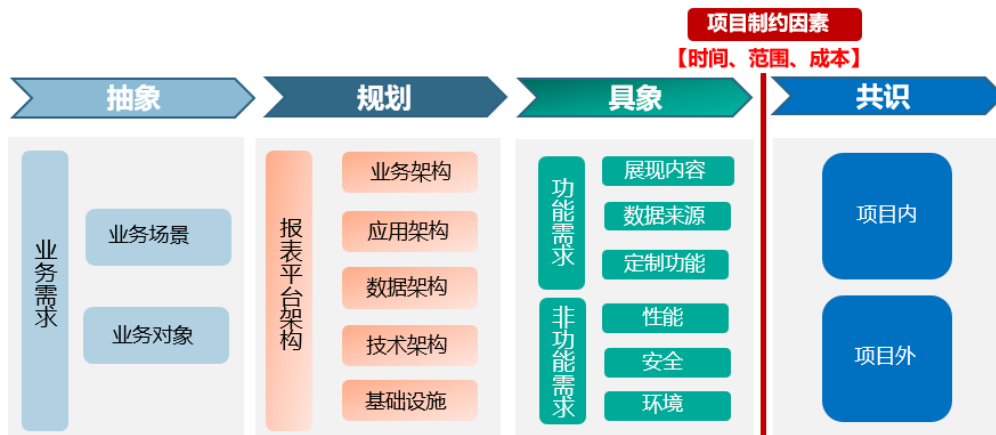 项目制约因素
【时间、范围、成本】
抽象
规划
具象
共识
业务需求
业务场景
业务对象
报表平台架构
业务架构
应用架构
数据架构
技术架构
基础设施
功能需求
展现内容
数据来源
定制功能
非功能需求
性能
安全
环境
项目内
项目外